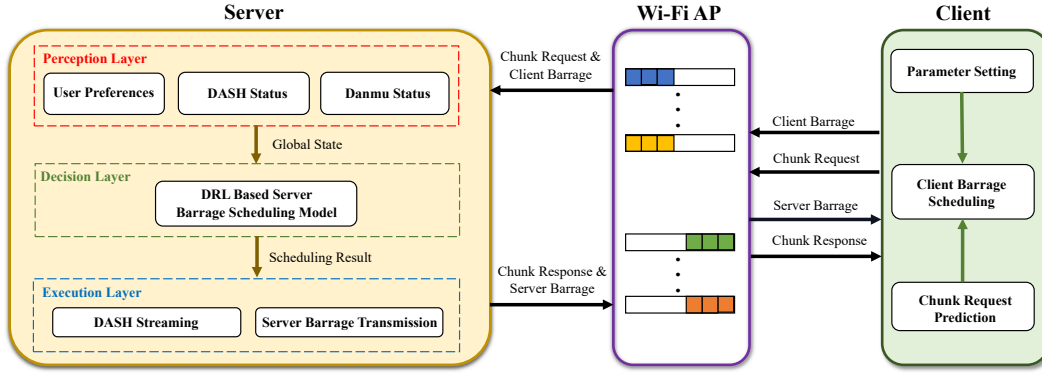 Server
Perception Layer
User Preferences
DASH Status
Danmu Status
Global State
Decision Layer
DRL Based Server
Barrage Scheduling Model
Scheduling Result
Execution Layer
DASH Streaming
Server Barrage Transmission
Chunk Request &
Client Barrage
Chunk Response &
Server Barrage
Wi-Fi AP
Client Barrage
Chunk Request
Server Barrage
Chunk Response
Client
Parameter Setting
Client Barrage
Scheduling
Chunk Request
Prediction